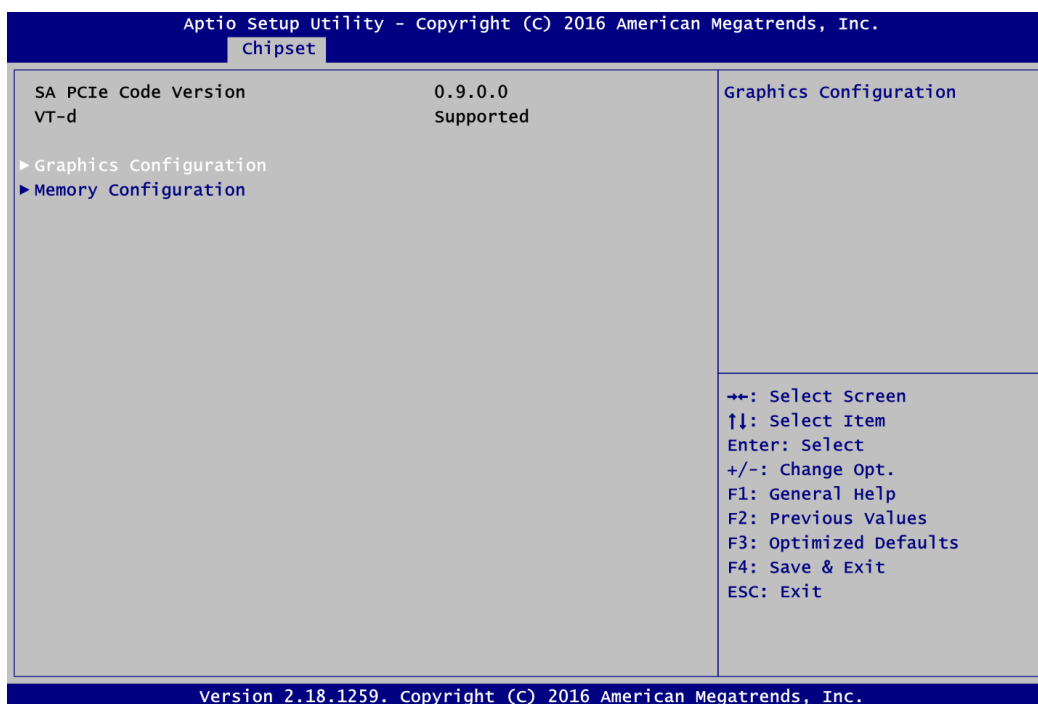 Aptio Setup Utility - Copyright (C) 2016 American Megatrends, Inc.
Chipset
SA PCIe Code Version 0.9.0.0
VT-d Supported
▶ Graphics Configuration
▶ Memory Configuration
Graphics Configuration
→←: Select Screen
↑↓: Select Item
Enter: Select
+/-: Change Opt.
F1: General Help
F2: Previous Values
F3: Optimized Defaults
F4: Save & Exit
ESC: Exit
Version 2.18.1259. Copyright (C) 2016 American Megatrends, Inc.